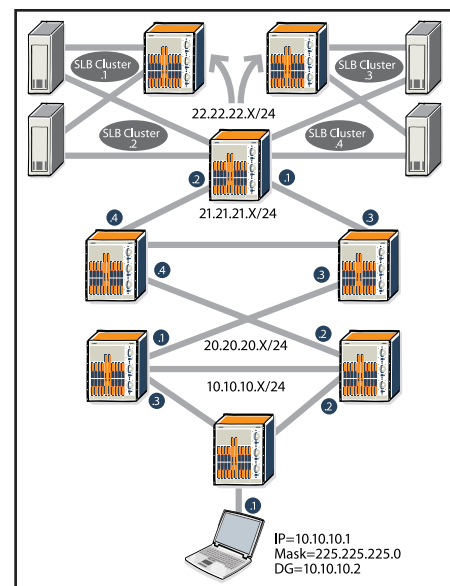 SLB Cluster
.1
SLB Cluster
.3
22.22.22.X/24
SLB Cluster
.2
SLB Cluster
.4
.2
.1
21.21.21.X/24
.4
.3
.4
.3
.1
20.20.20.X/24
.2
10.10.10.X/24
.3
.2
.1
IP=10.10.10.1
Mask=225.225.225.0
DG=10.10.10.2